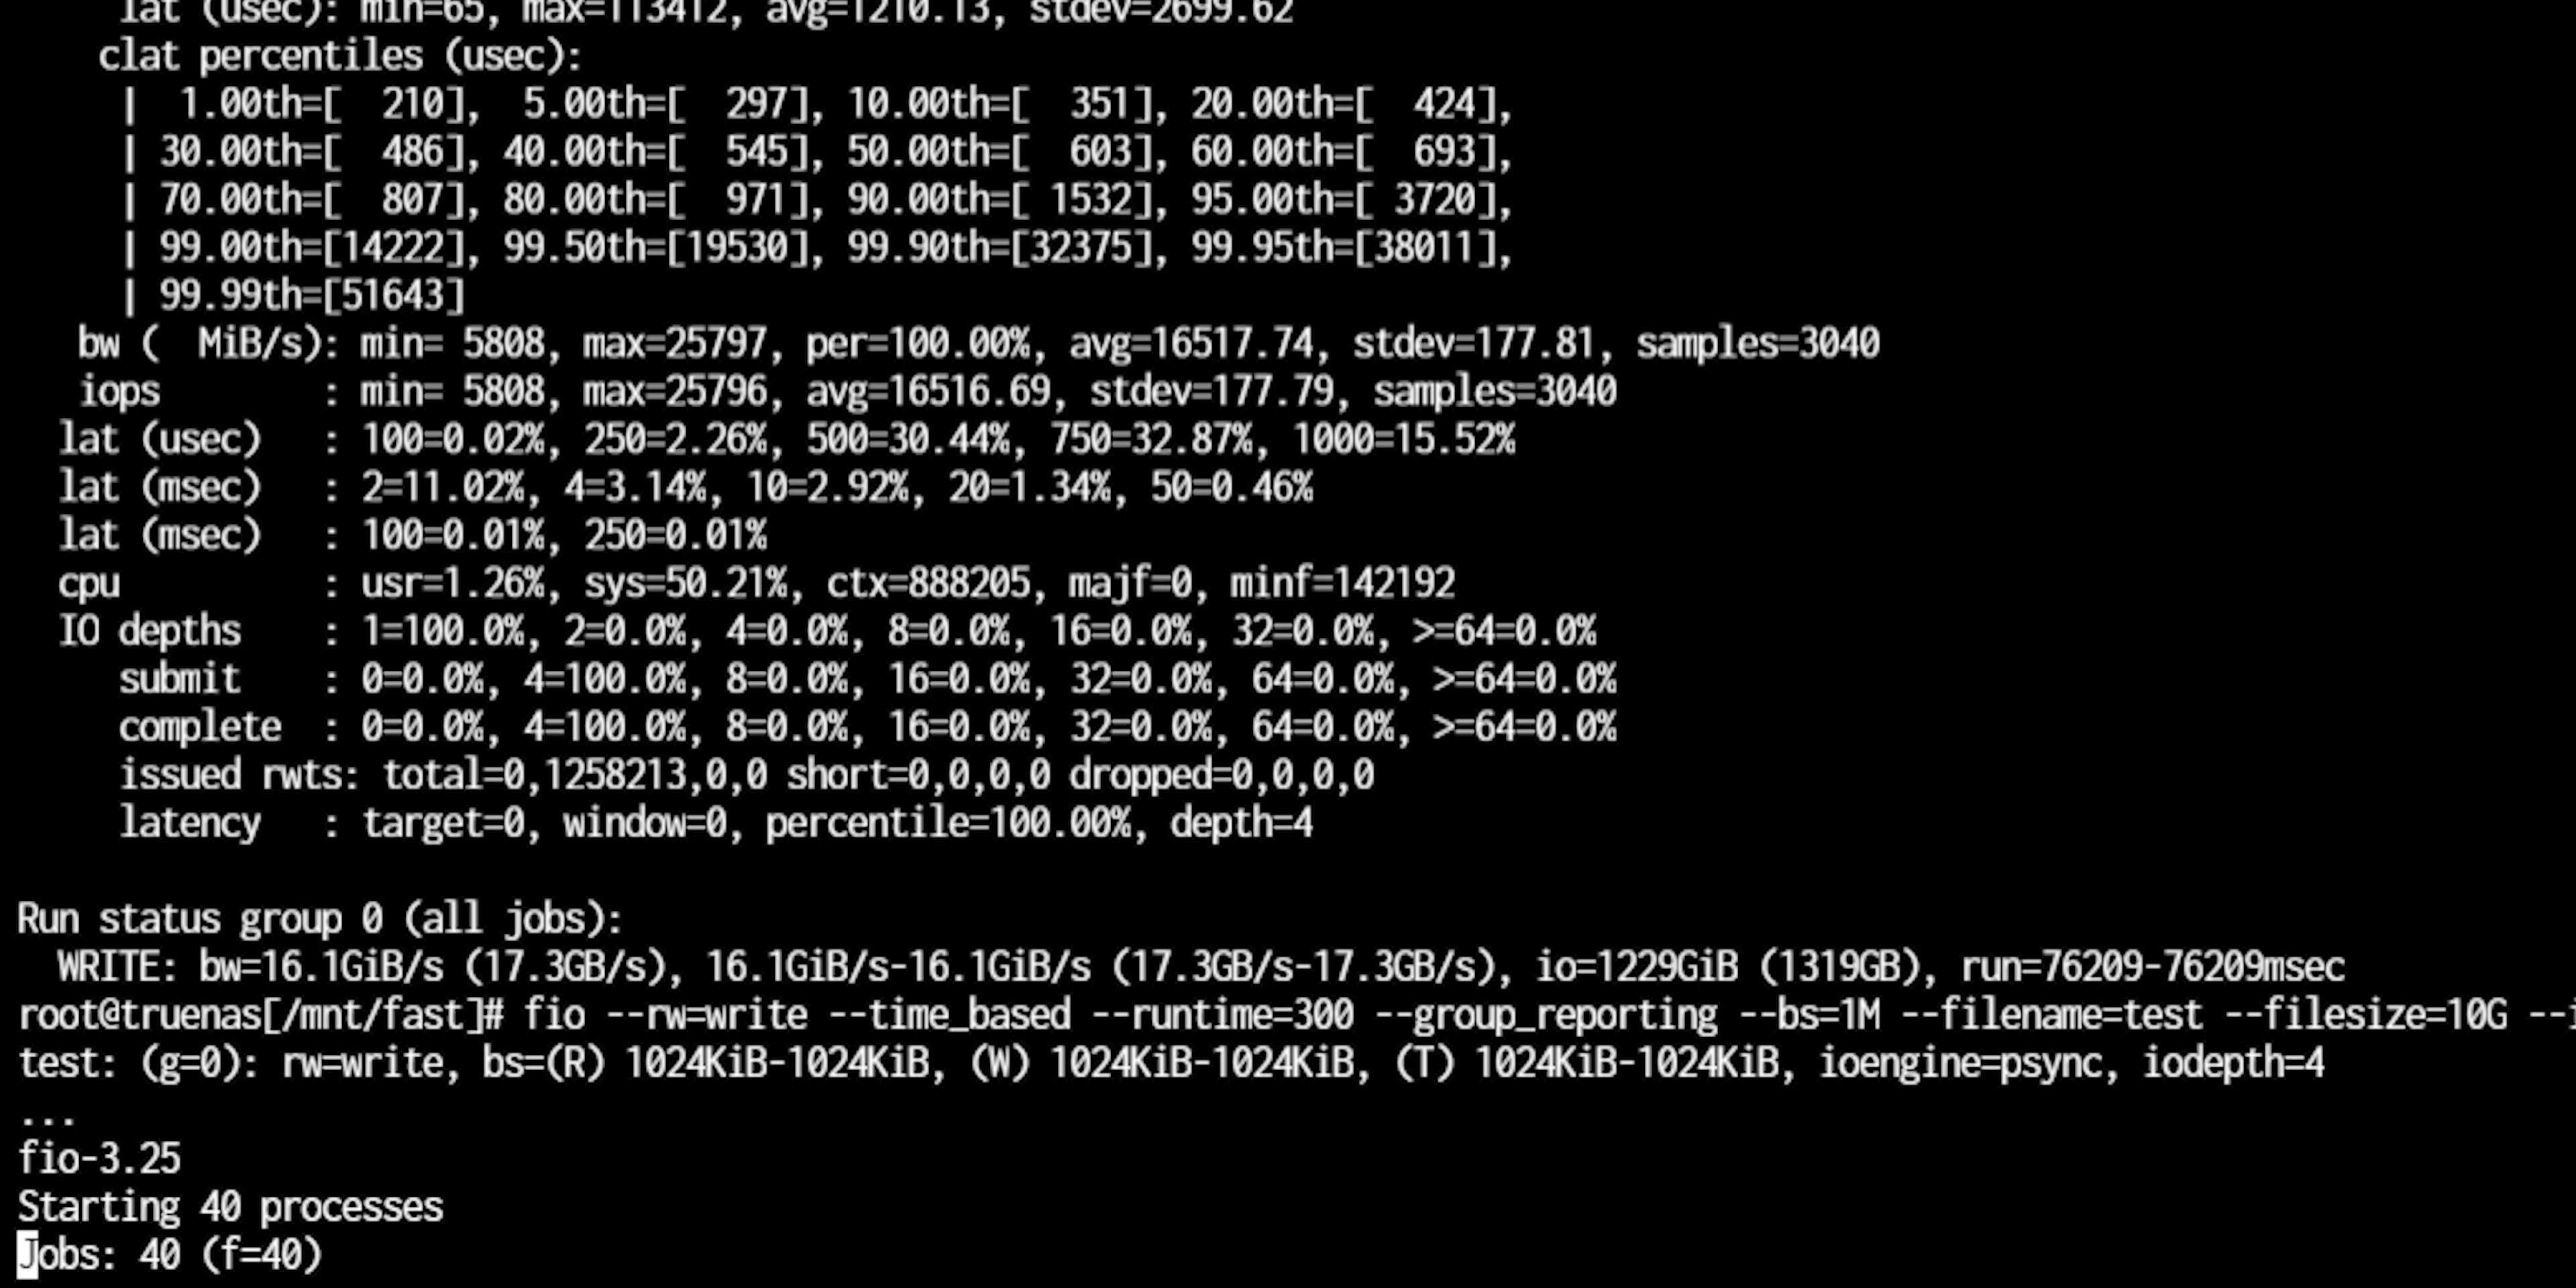 lat (usec): min=65, max=113412, avg=1210.13, stdev=2699.62
clat percentiles (usec):
| 1.00th=[ 210], 5.00th=[ 297], 10.00th=[ 351], 20.00th=[ 424],
| 30.00th=[ 486], 40.00th=[ 545], 50.00th=[ 603], 60.00th=[ 693],
| 70.00th=[ 807], 80.00th=[ 971], 90.00th=[ 1532], 95.00th=[ 3720],
| 99.00th=[14222], 99.50th=[19530], 99.90th=[32375], 99.95th=[38011],
| 99.99th=[51643]
bw ( MiB/s): min= 5808, max=25797, per=100.00%, avg=16517.74, stdev=177.81, samples=3040
iops : min= 5808, max=25796, avg=16516.69, stdev=177.79, samples=3040
lat (usec) : 100=0.02%, 250=2.26%, 500=30.44%, 750=32.87%, 1000=15.52%
lat (msec) : 2=11.02%, 4=3.14%, 10=2.92%, 20=1.34%, 50=0.46%
lat (msec) : 100=0.01%, 250=0.01%
cpu : usr=1.26%, sys=50.21%, ctx=888205, majf=0, minf=142192
IO depths : 1=100.0%, 2=0.0%, 4=0.0%, 8=0.0%, 16=0.0%, 32=0.0%, >=64=0.0%
submit : 0=0.0%, 4=100.0%, 8=0.0%, 16=0.0%, 32=0.0%, 64=0.0%, >=64=0.0%
complete : 0=0.0%, 4=100.0%, 8=0.0%, 16=0.0%, 32=0.0%, 64=0.0%, >=64=0.0%
issued rwts: total=0,1258213,0,0 short=0,0,0,0 dropped=0,0,0,0
latency : target=0, window=0, percentile=100.00%, depth=4
Run status group 0 (all jobs):
WRITE: bw=16.1GiB/s (17.3GB/s), 16.1GiB/s-16.1GiB/s (17.3GB/s-17.3GB/s), io=1229GiB (1319GB), run=76209-76209msec
root@truenas[/mnt/fast]# fio --rw=write --time_based --runtime=300 --group_reporting --bs=1M --filename=test --filesize=10G --
test: (g=0): rw=write, bs=(R) 1024KiB-1024KiB, (W) 1024KiB-1024KiB, (T) 1024KiB-1024KiB, ioengine=psync, iodepth=4
...
fio-3.25
Starting 40 processes
Jobs: 40 (f=40)